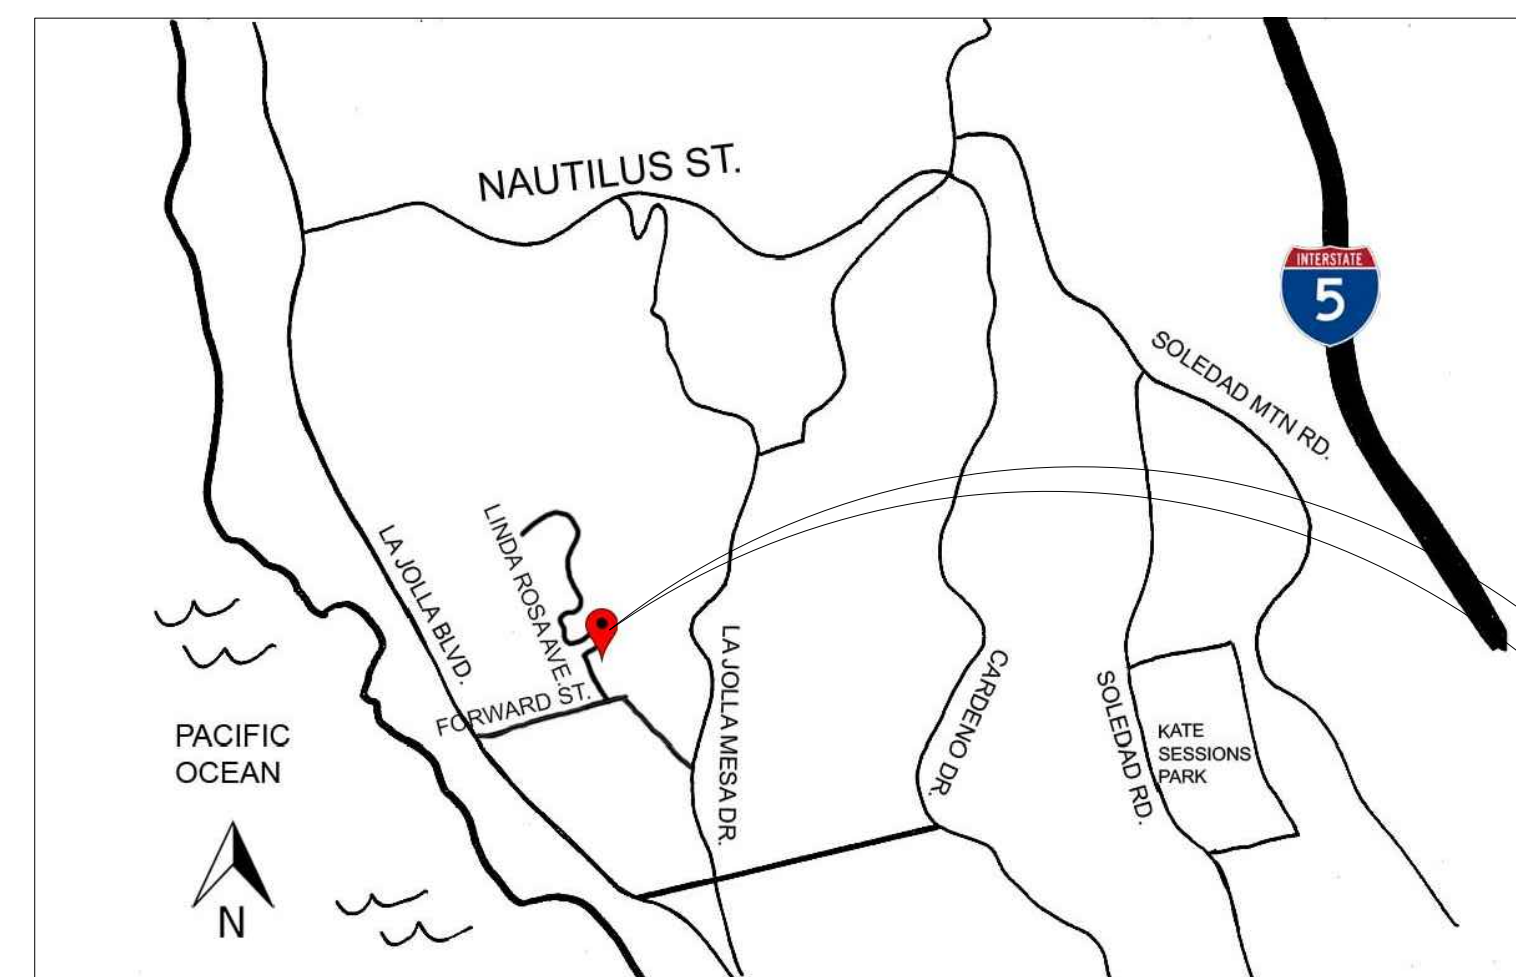 NAUTILUS ST.
INTERSTATE
5
SOLEDAD MTN RD.
LINDA ROSA AVE.
LA JOLLA BLVD.
FORWARD ST.
LA JOLLA MESA DR.
CARDENO DR.
SOLEDAD RD.
KATE
SESSIONS
PARK
PACIFIC
OCEAN
N